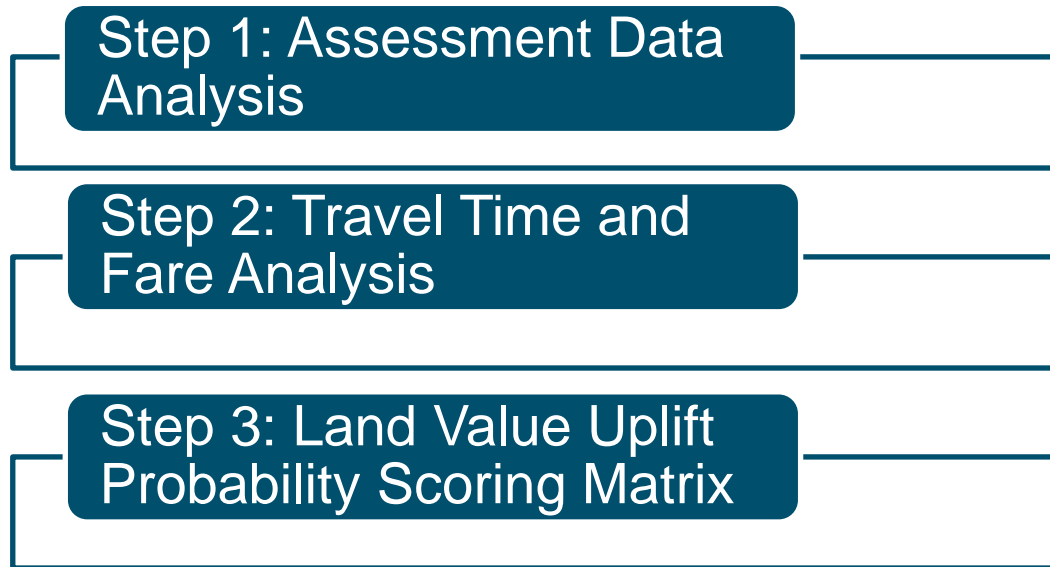 Step 1: Assessment Data
Analysis
Step 2: Travel Time and
Fare Analysis
Step 3: Land Value Uplift
Probability Scoring Matrix